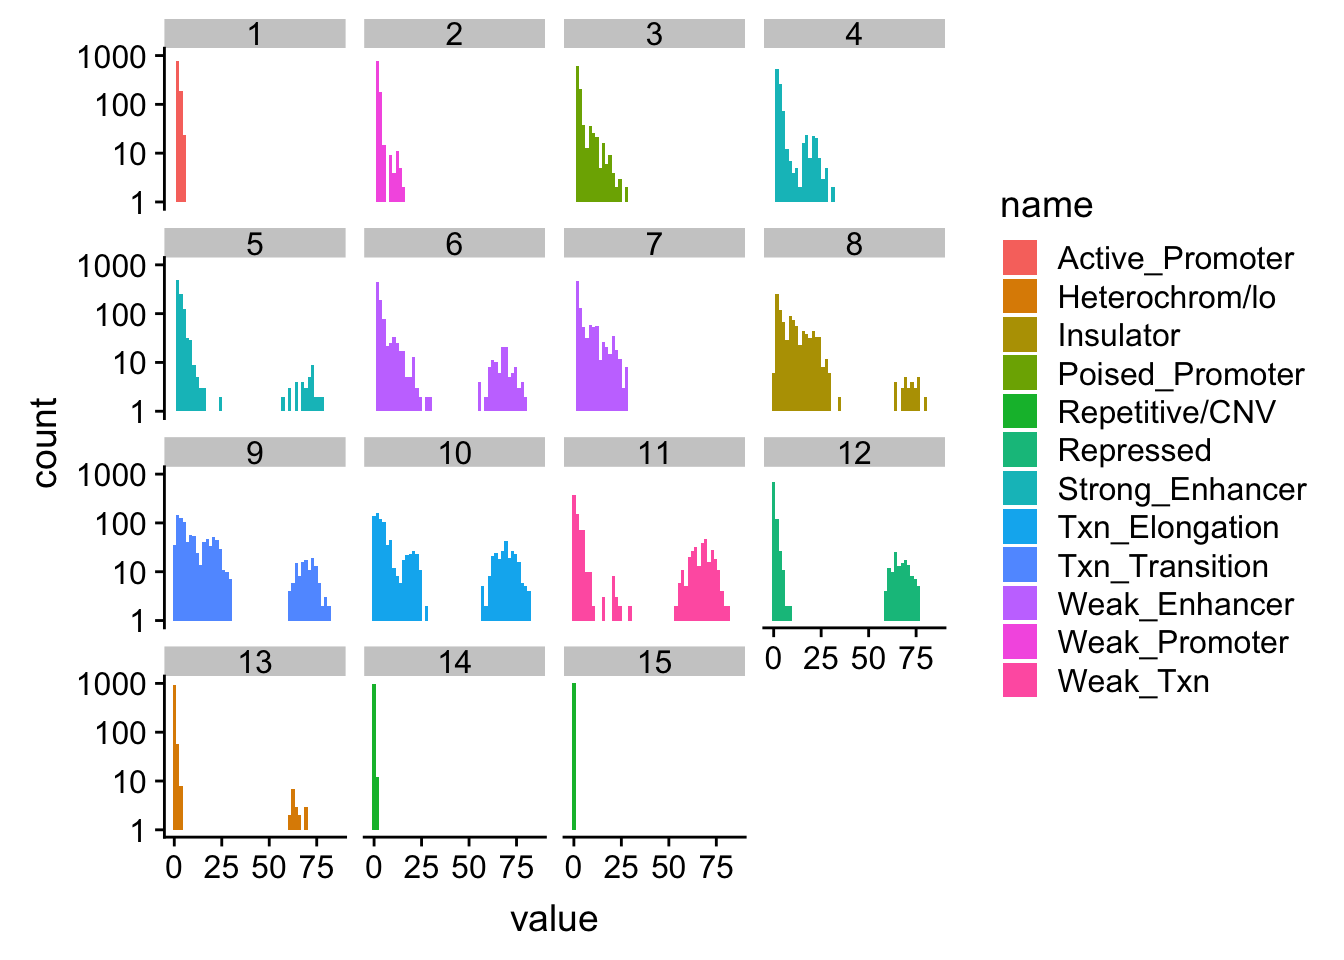 1 2 3 4
1000
100
10
1
5 6 7 8
1000
100
10
1
count
9 10 11 12
1000
100
10
1
0 25 50 75
13 14 15
1000
100
10
1
0 25 50 75 0 25 50 75 0 25 50 75
value
name
Active_Promoter
Heterochrom/lo
Insulator
Poised_Promoter
Repetitive/CNV
Repressed
Strong_Enhancer
Txn_Elongation
Txn_Transition
Weak_Enhancer
Weak_Promoter
Weak_Txn